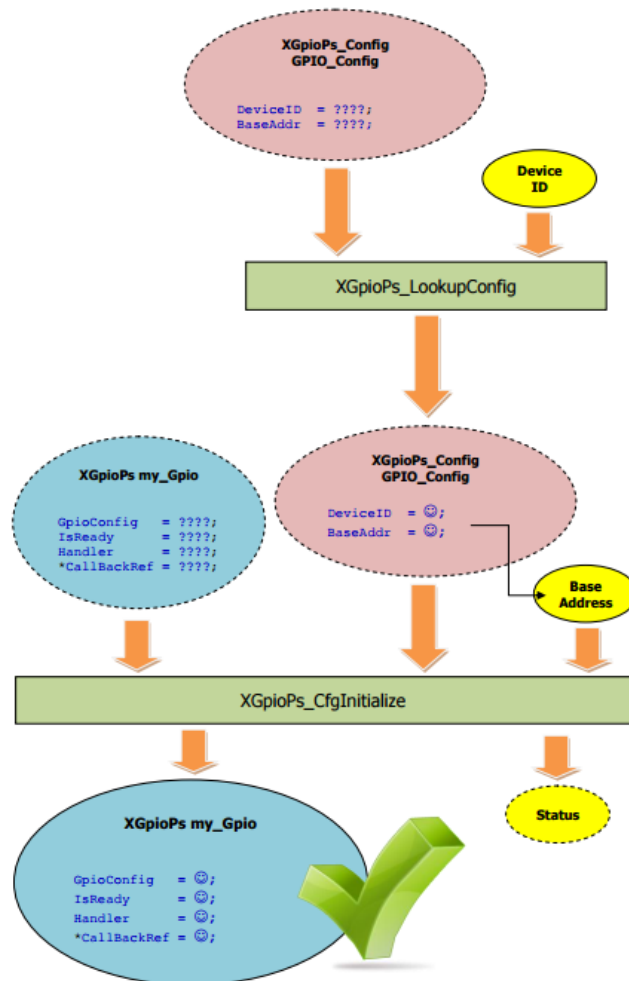 XGpioPs_Config
GPIO_Config
DeviceID = ????;
BaseAddr = ????;
Device
ID
XGpioPs_LookupConfig
XGpioPs my_Gpio
GpioConfig = ????;
IsReady = ????;
Handler = ????;
*CallBackRef = ????;
XGpioPs_Config
GPIO_Config
DeviceID = ☺;
BaseAddr = ☺;
Base
Address
XGpioPs_CfgInitialize
XGpioPs my_Gpio
GpioConfig = ☺;
IsReady = ☺;
Handler = ☺;
*CallBackRef = ☺;
Status